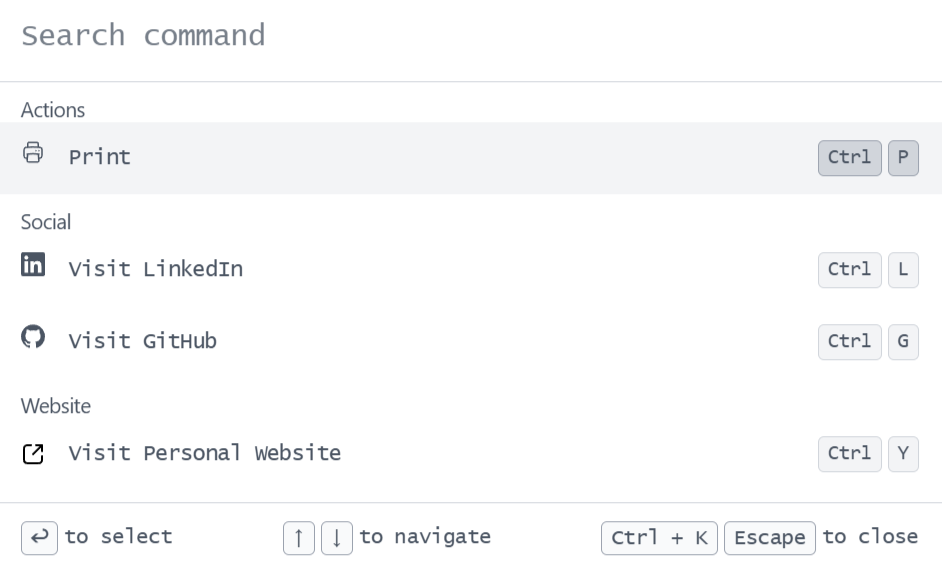 Search command
Actions
Print Ctrl P
Social
Visit LinkedIn Ctrl L
Visit GitHub Ctrl G
Website
Visit Personal Website Ctrl Y
↵ to select ↑ ↓ to navigate Ctrl + K Escape to close